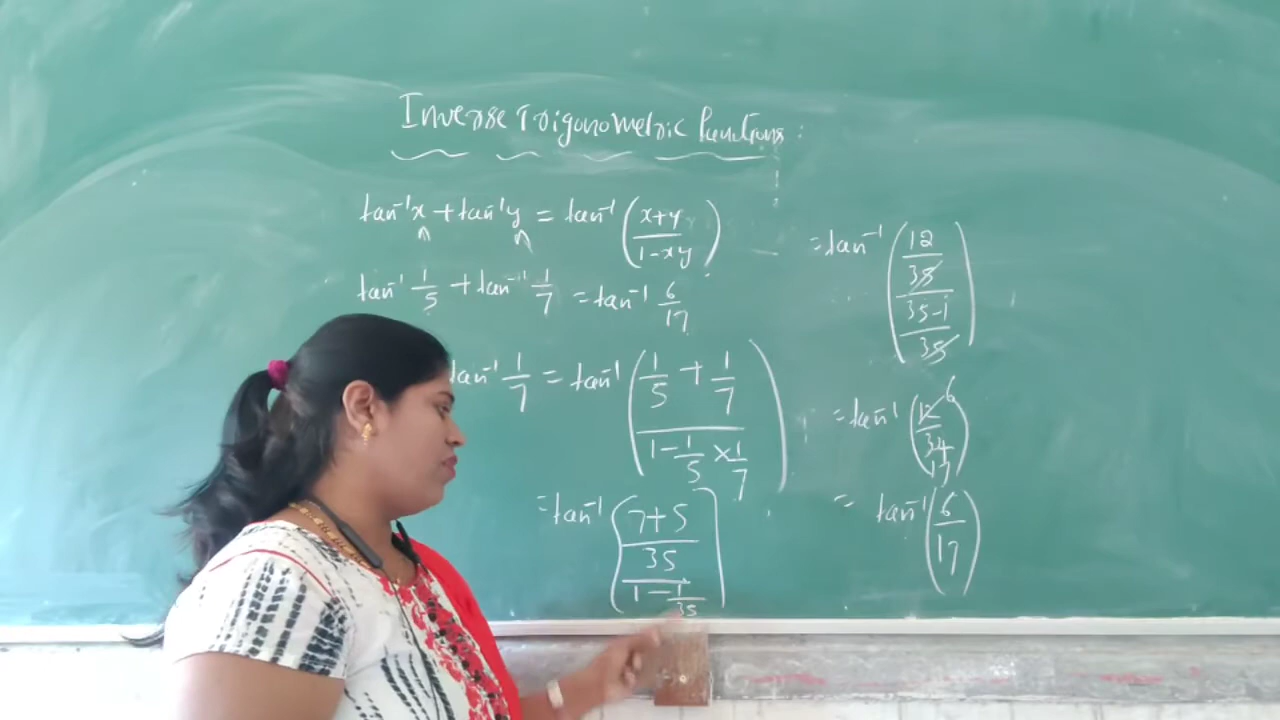 Inverse Trigonometric Functions :
tan⁻¹x + tan⁻¹y = tan⁻¹((x+y)/(1-xy))
tan⁻¹ 1/5 + tan⁻¹ 1/7 = tan⁻¹ 6/17
tan⁻¹ 1/7 = tan⁻¹((1/5 + 1/7)/(1 - 1/5 × 1/7))
= tan⁻¹(((7+5)/35)/(1 - 1/35))
= tan⁻¹((12/35)/((35-1)/35))
= tan⁻¹(12/34) 6 17
= tan⁻¹(6/17)